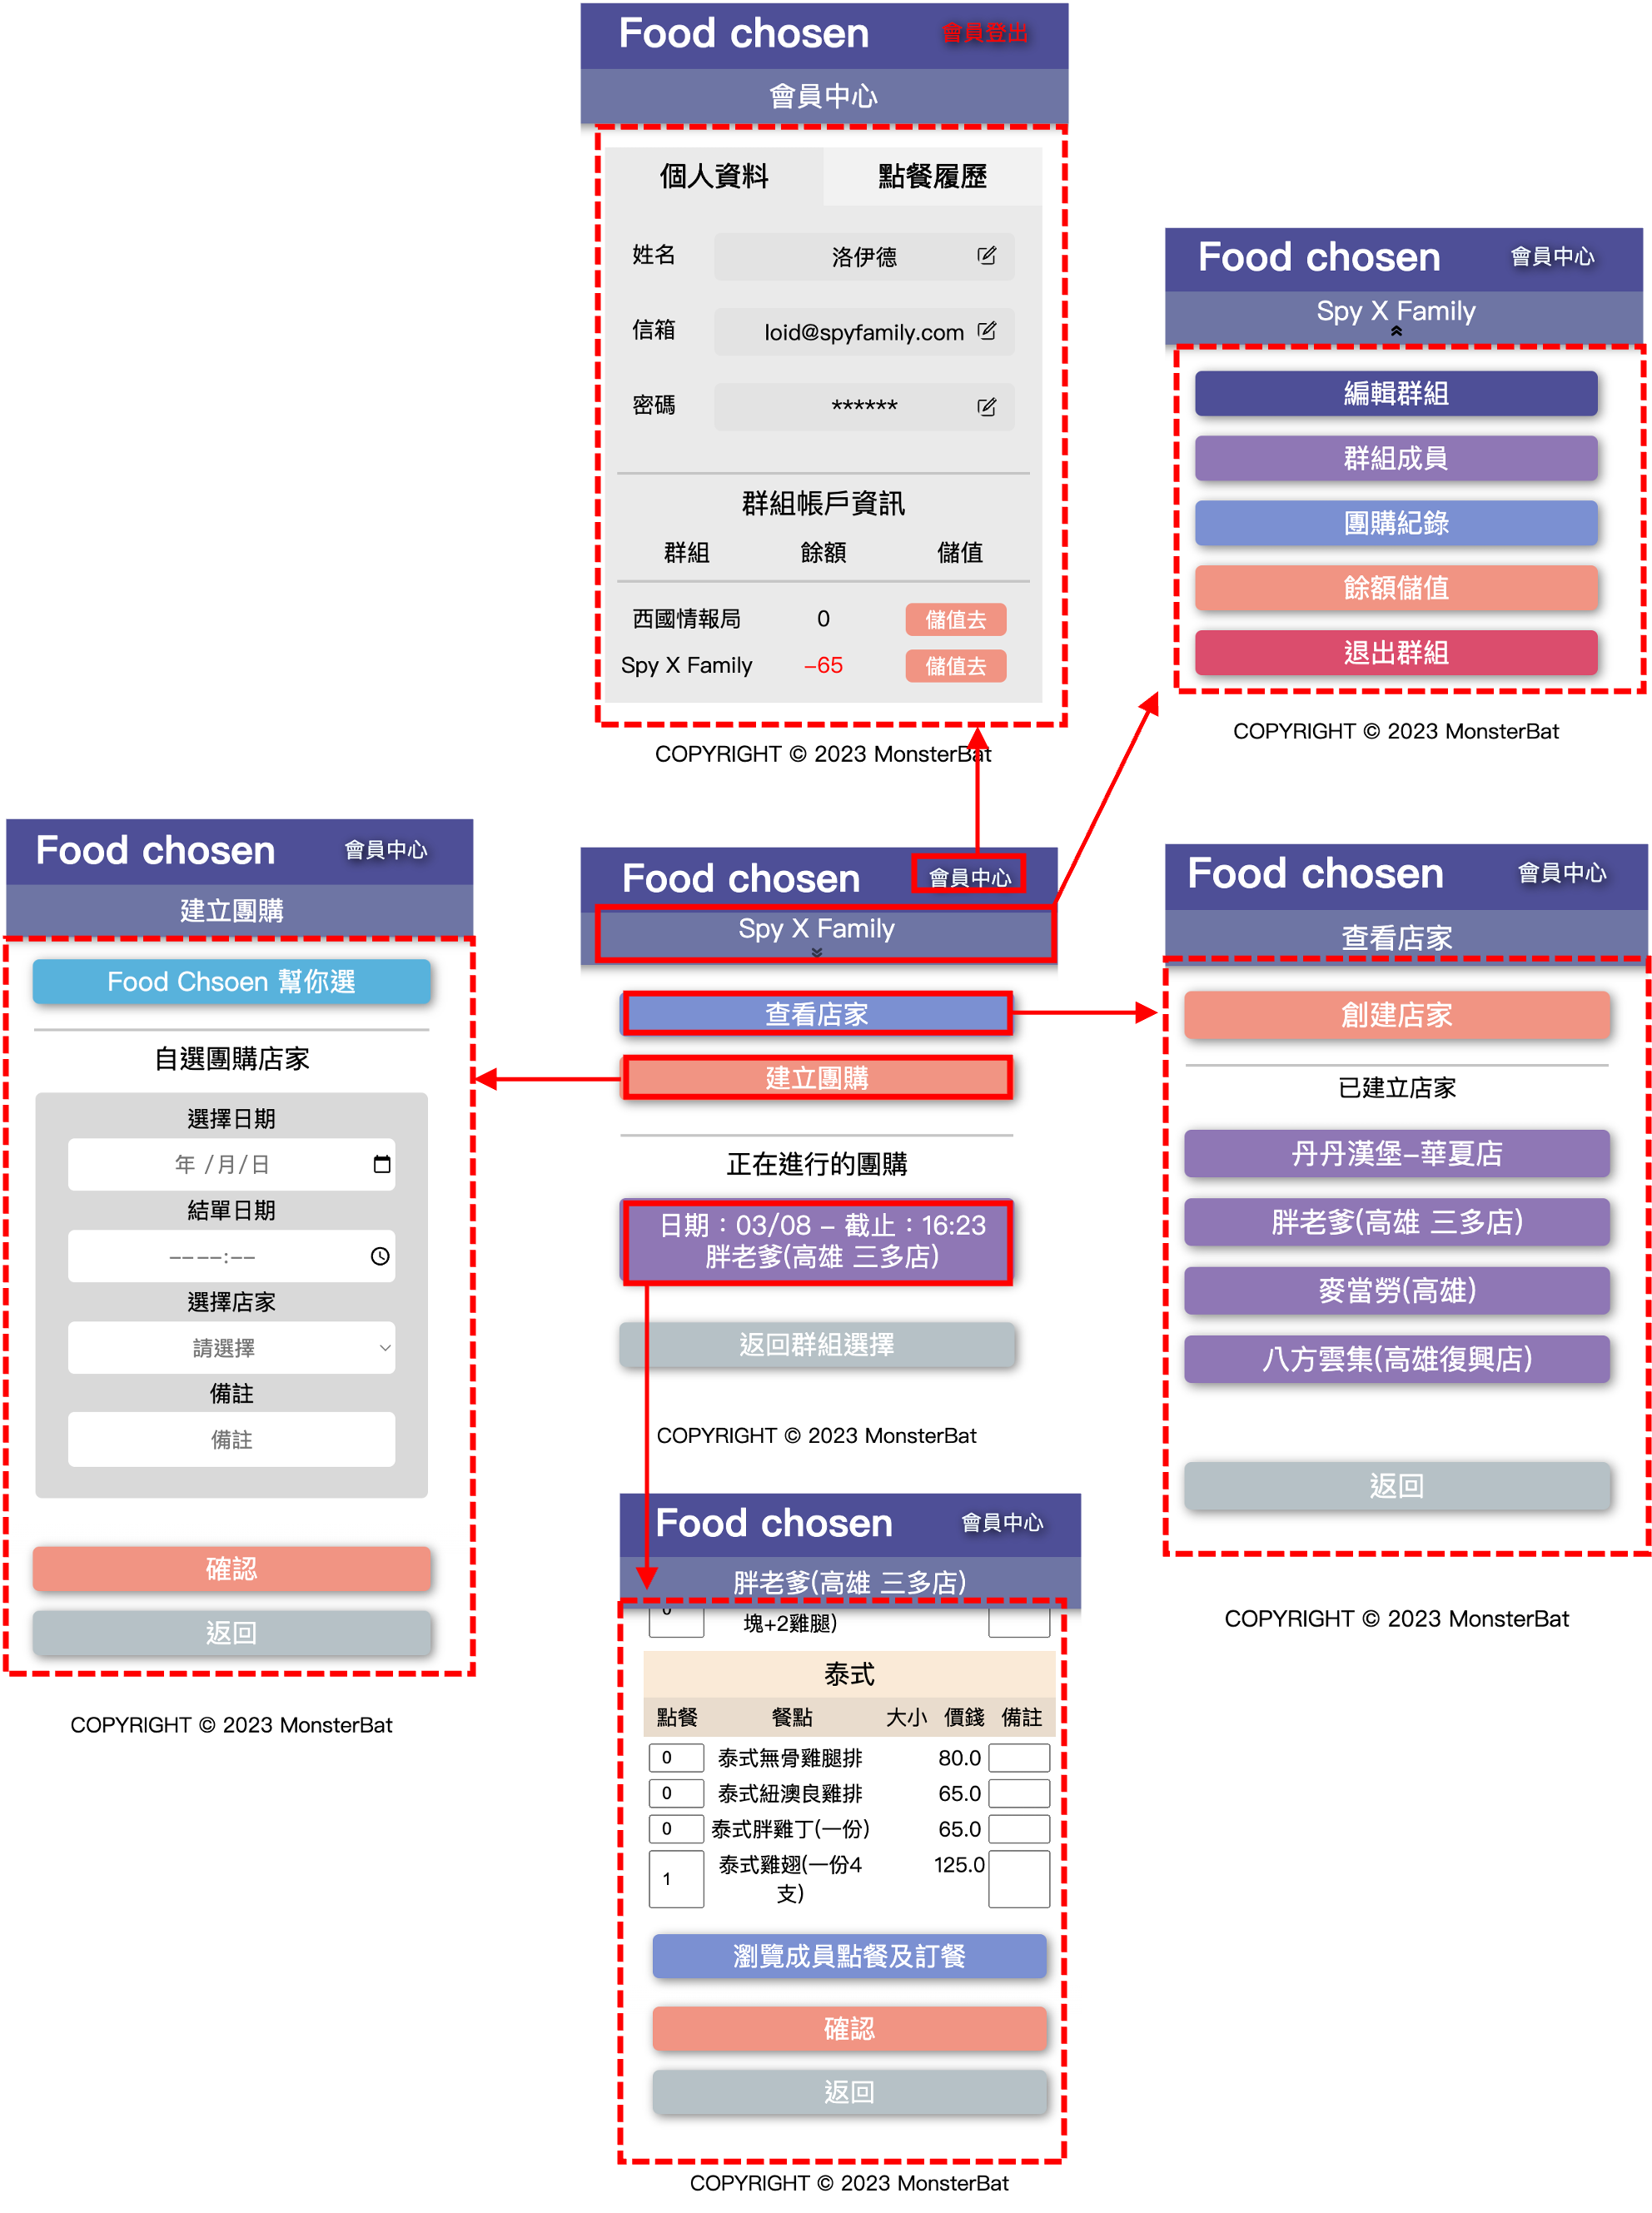 Food chosen
會員登出
會員中心
個人資料
點餐履歷
姓名
洛伊德
信箱
loid@spyfamily.com
密碼
******
群組帳戶資訊
群組
餘額
儲值
西國情報局
0
儲值去
Spy X Family
-65
儲值去
COPYRIGHT © 2023 MonsterBat
Food chosen
會員中心
Spy X Family
編輯群組
群組成員
團購紀錄
餘額儲值
退出群組
COPYRIGHT © 2023 MonsterBat
Food chosen
會員中心
建立團購
Food Chsoen 幫你選
自選團購店家
選擇日期
年 /月/日
結單日期
-- --:--
選擇店家
請選擇
備註
備註
確認
返回
COPYRIGHT © 2023 MonsterBat
Food chosen
會員中心
Spy X Family
查看店家
建立團購
正在進行的團購
日期：03/08 - 截止：16:23
胖老爹(高雄 三多店)
返回群組選擇
COPYRIGHT © 2023 MonsterBat
Food chosen
會員中心
查看店家
創建店家
已建立店家
丹丹漢堡-華夏店
胖老爹(高雄 三多店)
麥當勞(高雄)
八方雲集(高雄復興店)
返回
COPYRIGHT © 2023 MonsterBat
Food chosen
會員中心
胖老爹(高雄 三多店)
0
塊+2雞腿)
泰式
點餐 餐點 大小 價錢 備註
0 泰式無骨雞腿排 80.0
0 泰式紐澳良雞排 65.0
0 泰式胖雞丁(一份) 65.0
1 泰式雞翅(一份4 125.0
支)
瀏覽成員點餐及訂餐
確認
返回
COPYRIGHT © 2023 MonsterBat